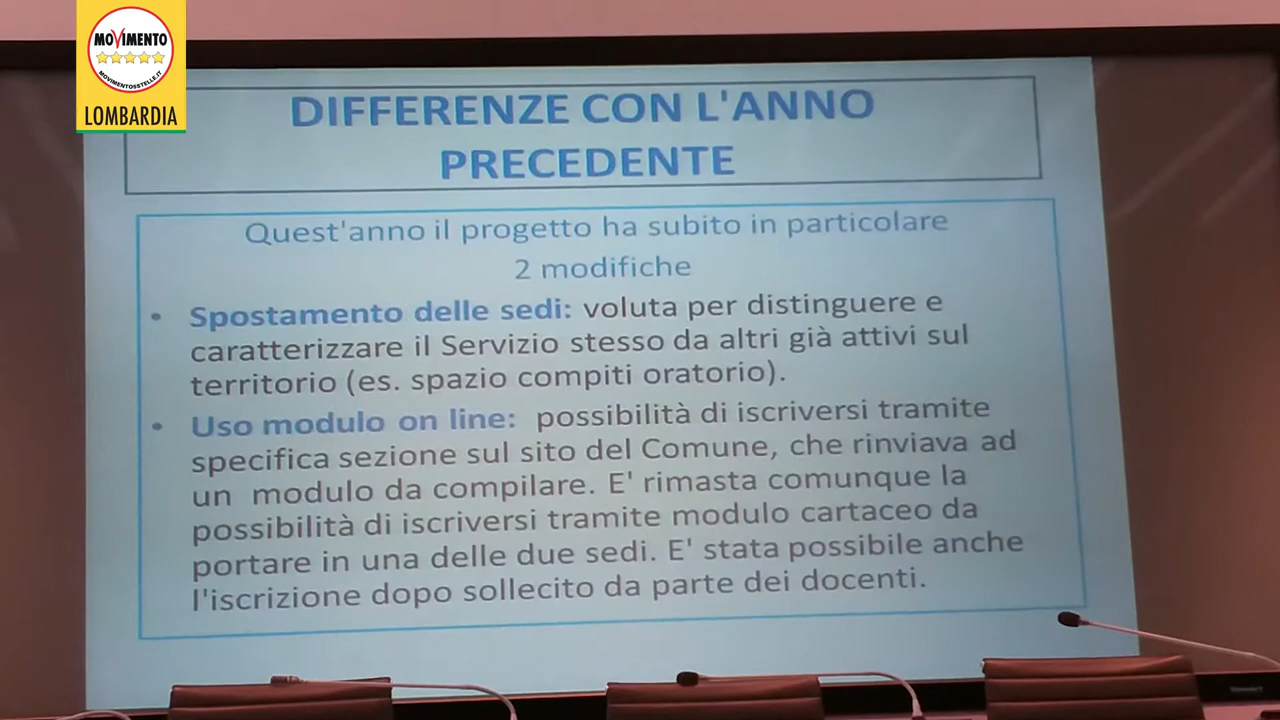 MOVIMENTO
MOVIMENTO5STELLE.IT
LOMBARDIA
DIFFERENZE CON L'ANNO
PRECEDENTE
Quest'anno il progetto ha subito in particolare
2 modifiche
• Spostamento delle sedi: voluta per distinguere e
caratterizzare il Servizio stesso da altri già attivi sul
territorio (es. spazio compiti oratorio).
• Uso modulo on line: possibilità di iscriversi tramite
specifica sezione sul sito del Comune, che rinviava ad
un modulo da compilare. E' rimasta comunque la
possibilità di iscriversi tramite modulo cartaceo da
portare in una delle due sedi. E' stata possibile anche
l'iscrizione dopo sollecito da parte dei docenti.